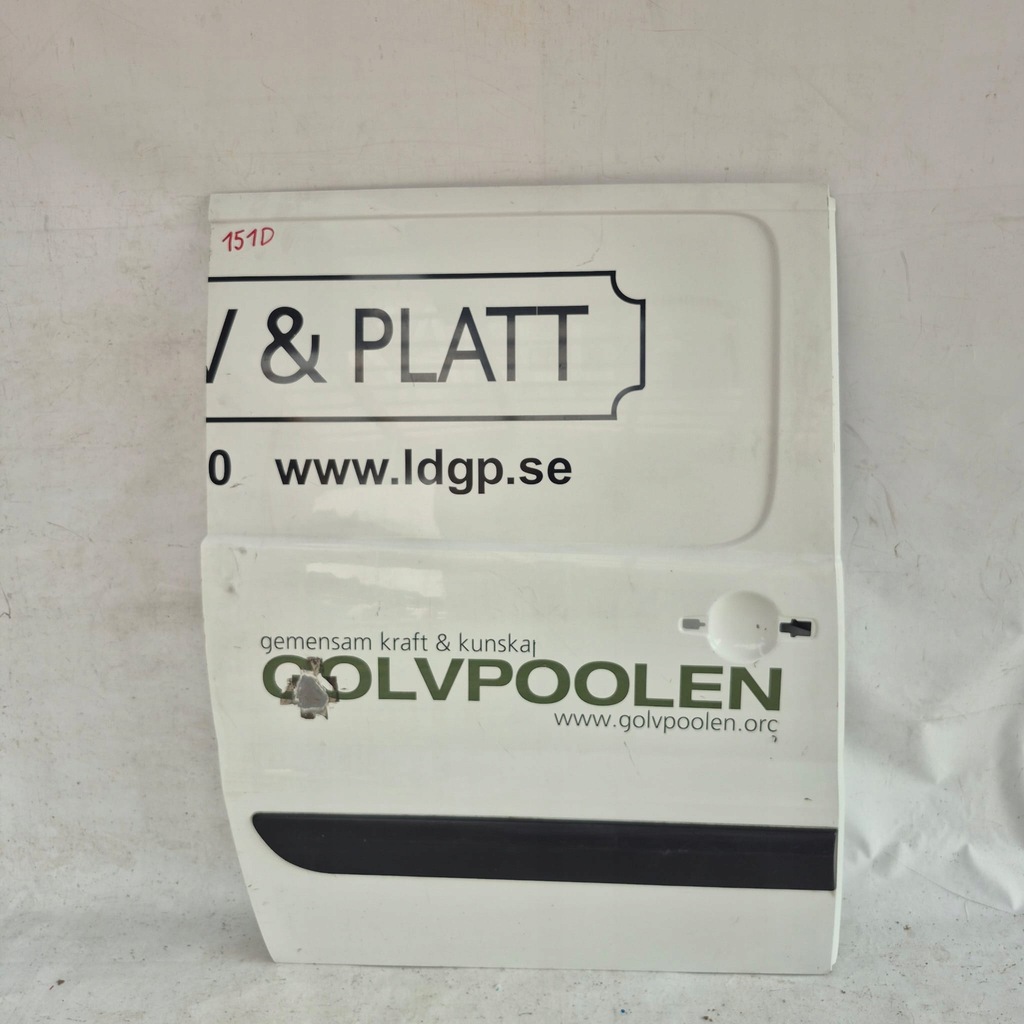 151D
V & PLATT
0 www.ldgp.se
gemensam kraft & kunskap
GOLVPOOLEN
www.golvpoolen.org